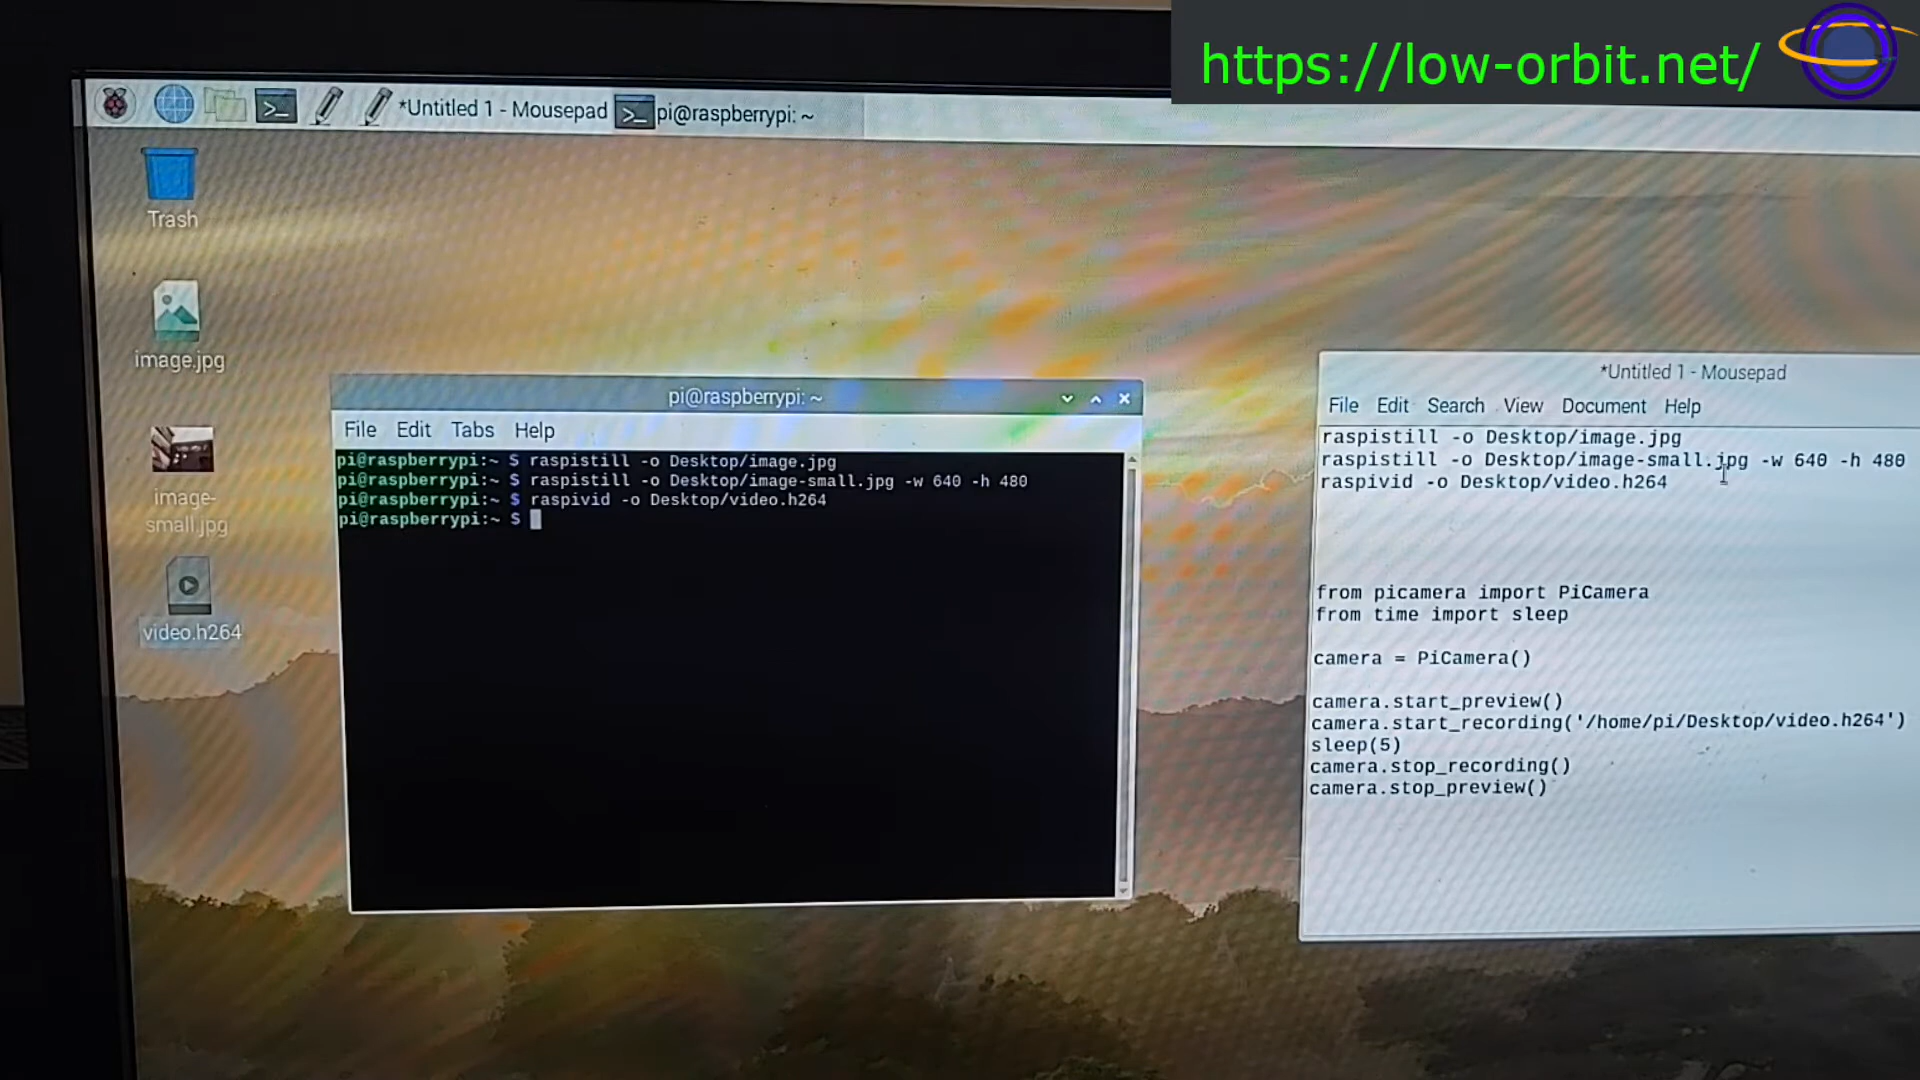 https://low-orbit.net/
*Untitled 1 - Mousepad
pi@raspberrypi: ~
Trash
image.jpg
image-
small.jpg
video.h264
pi@raspberrypi: ~
File Edit Tabs Help
pi@raspberrypi:~ $ raspistill -o Desktop/image.jpg
pi@raspberrypi:~ $ raspistill -o Desktop/image-small.jpg -w 640 -h 480
pi@raspberrypi:~ $ raspivid -o Desktop/video.h264
pi@raspberrypi:~ $
*Untitled 1 - Mousepad
File Edit Search View Document Help
raspistill -o Desktop/image.jpg
raspistill -o Desktop/image-small.jpg -w 640 -h 480
raspivid -o Desktop/video.h264
from picamera import PiCamera
from time import sleep
camera = PiCamera()
camera.start_preview()
camera.start_recording('/home/pi/Desktop/video.h264')
sleep(5)
camera.stop_recording()
camera.stop_preview()